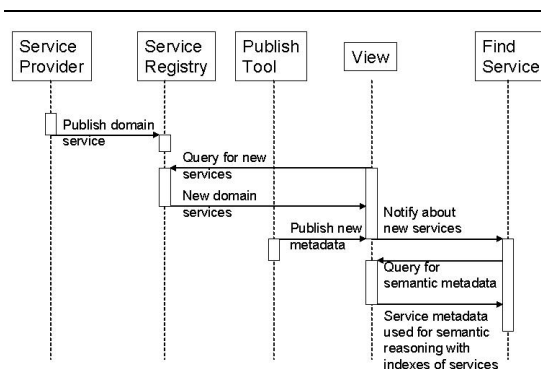 Service
Provider
Service
Registry
Publish
Tool
View
Find
Service
Publish domain
service
Query for new
services
New domain
services
Publish new
metadata
Notify about
new services
Query for
semantic metadata
Service metadata
used for semantic
reasoning with
indexes of services